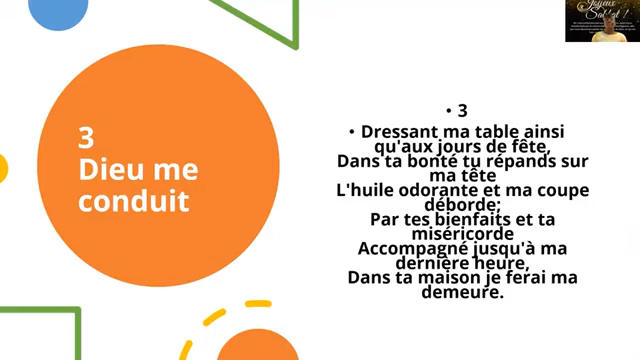 Joyeux
Sabbat !
3
Dieu me
conduit
• 3
• Dressant ma table ainsi
qu'aux jours de fête,
Dans ta bonté tu répands sur
ma tête
L'huile odorante et ma coupe
déborde;
Par tes bienfaits et ta
miséricorde
Accompagné jusqu'à ma
dernière heure,
Dans ta maison je ferai ma
demeure.